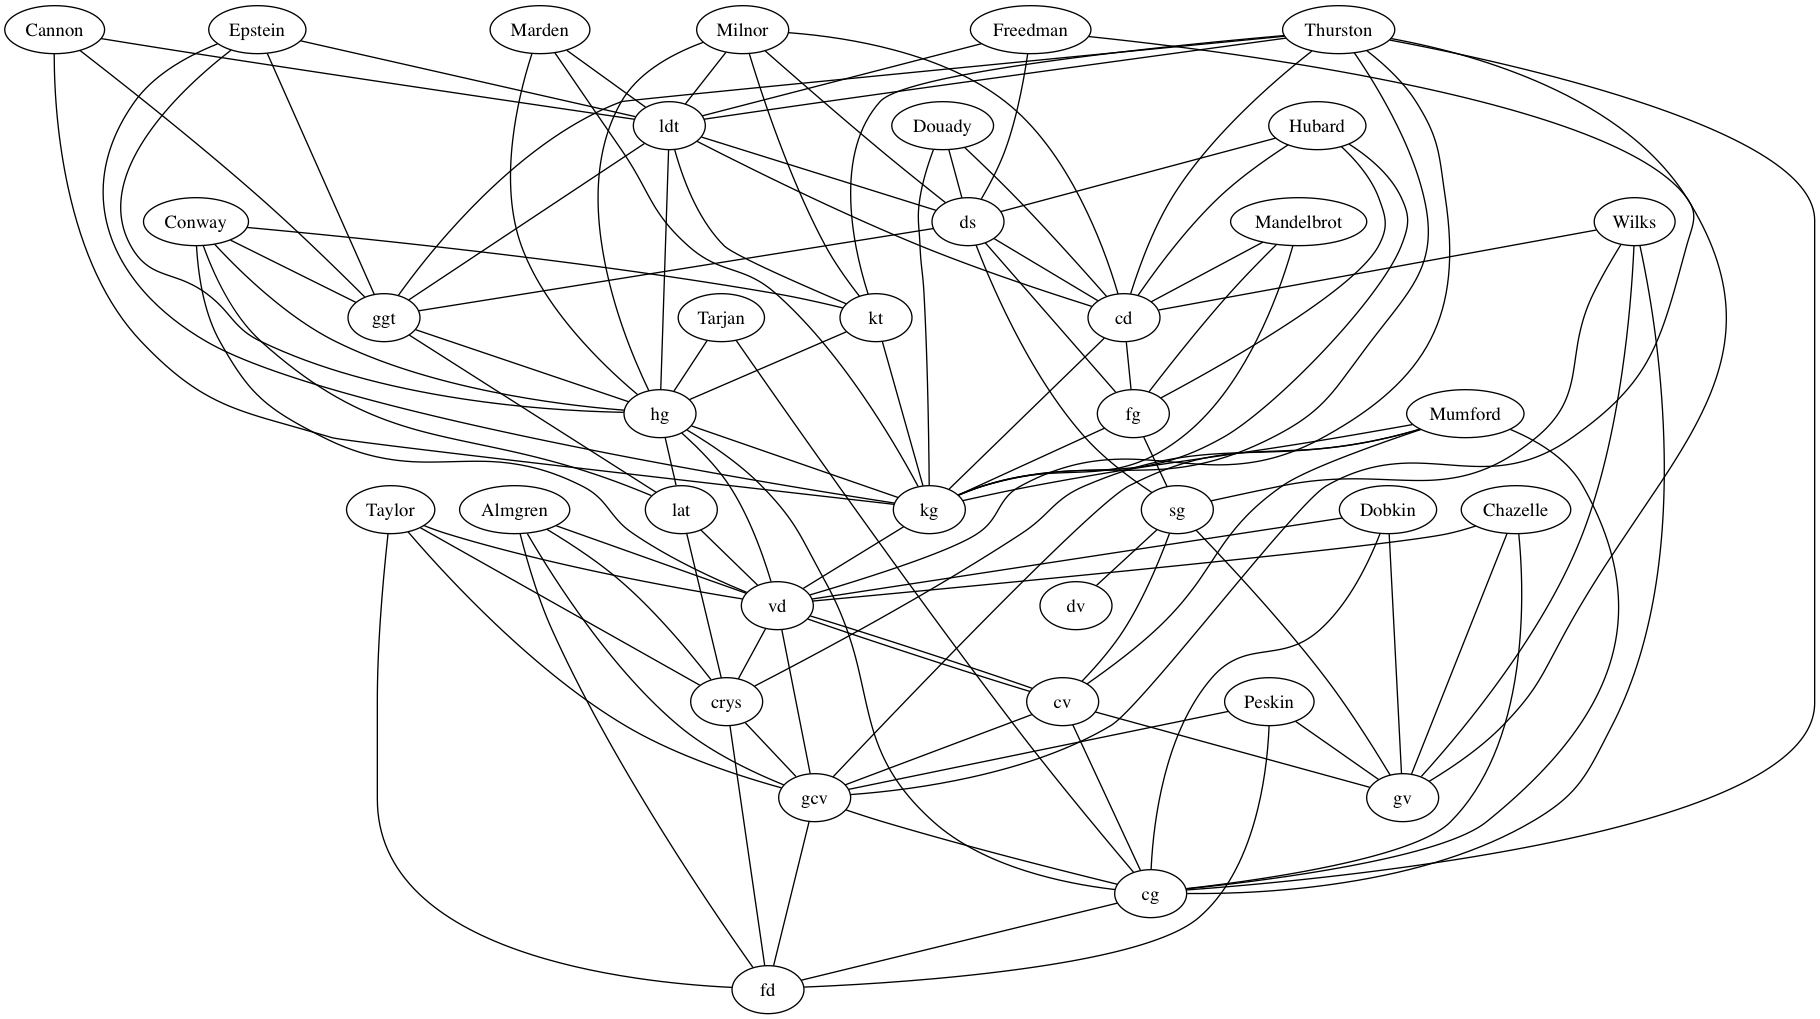 Cannon Epstein Marden Milnor Freedman Thurston
ldt Douady Hubard
Conway ds Mandelbrot Wilks
ggt Tarjan kt cd
hg fg Mumford
Taylor Almgren lat kg sg Dobkin Chazelle
vd dv
crys cv Peskin
gcv gv
cg
fd